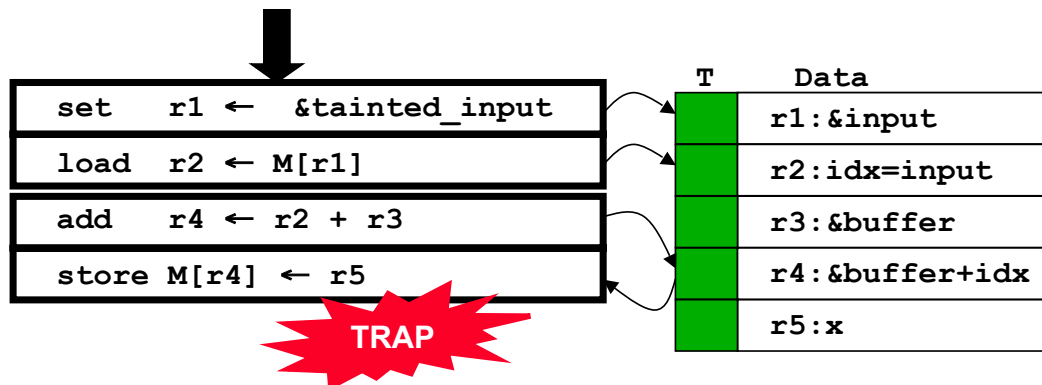 T Data
set r1 ← &tainted_input
r1:&input
load r2 ← M[r1]
r2:idx=input
add r4 ← r2 + r3
r3:&buffer
store M[r4] ← r5
r4:&buffer+idx
TRAP
r5:x